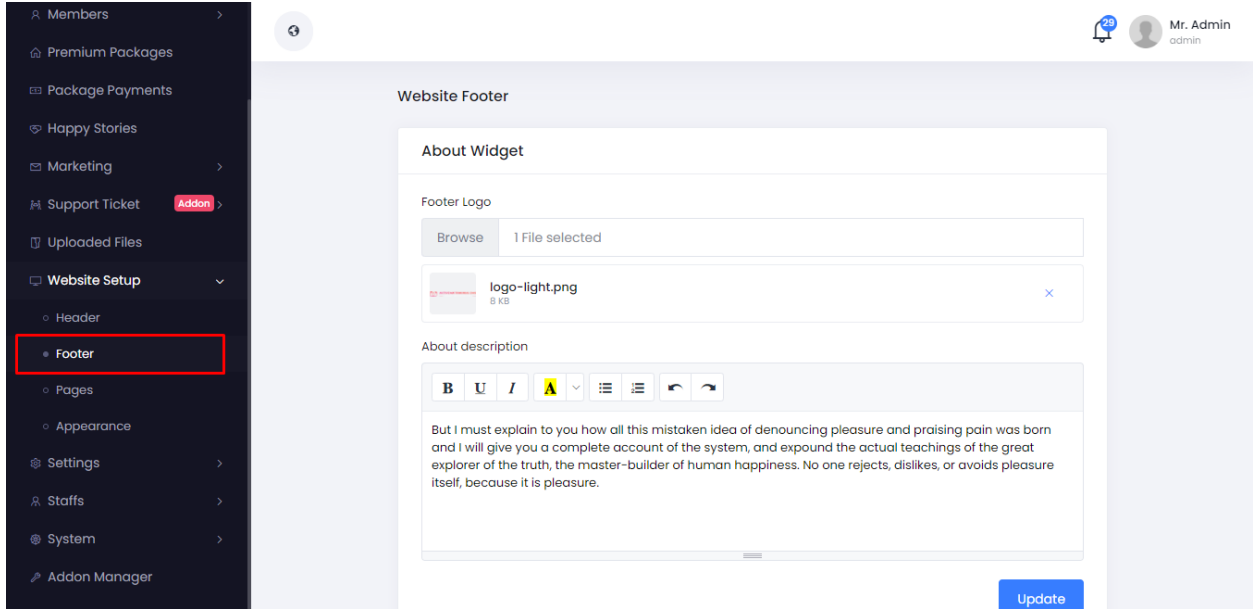 Members
Premium Packages
Package Payments
Happy Stories
Marketing
Support Ticket Addon
Uploaded Files
Website Setup
Header
Footer
Pages
Appearance
Settings
Staffs
System
Addon Manager
29
Mr. Admin
admin
Website Footer
About Widget
Footer Logo
Browse 1 File selected
logo-light.png
8 KB
About description
B U I A
But I must explain to you how all this mistaken idea of denouncing pleasure and praising pain was born
and I will give you a complete account of the system, and expound the actual teachings of the great
explorer of the truth, the master-builder of human happiness. No one rejects, dislikes, or avoids pleasure
itself, because it is pleasure.
Update